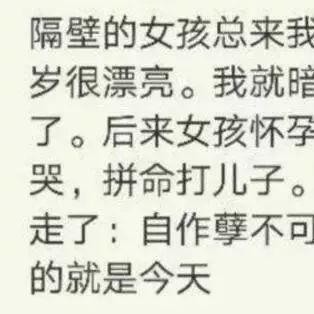 隔壁的女孩总来我
岁很漂亮。我就暗
了。后来女孩怀孕
哭，拼命打儿子。
走了：自作孽不可
的就是今天